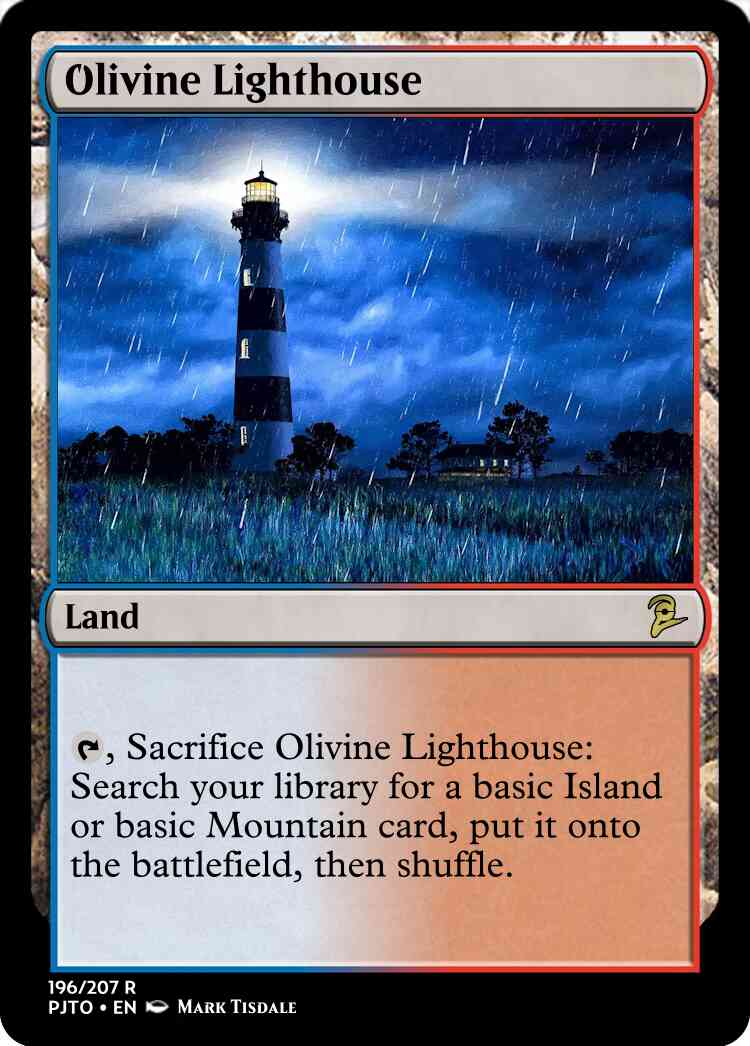 Olivine Lighthouse
Land
, Sacrifice Olivine Lighthouse:
Search your library for a basic Island
or basic Mountain card, put it onto
the battlefield, then shuffle.
196/207 R
PJTO • EN Mark Tisdale